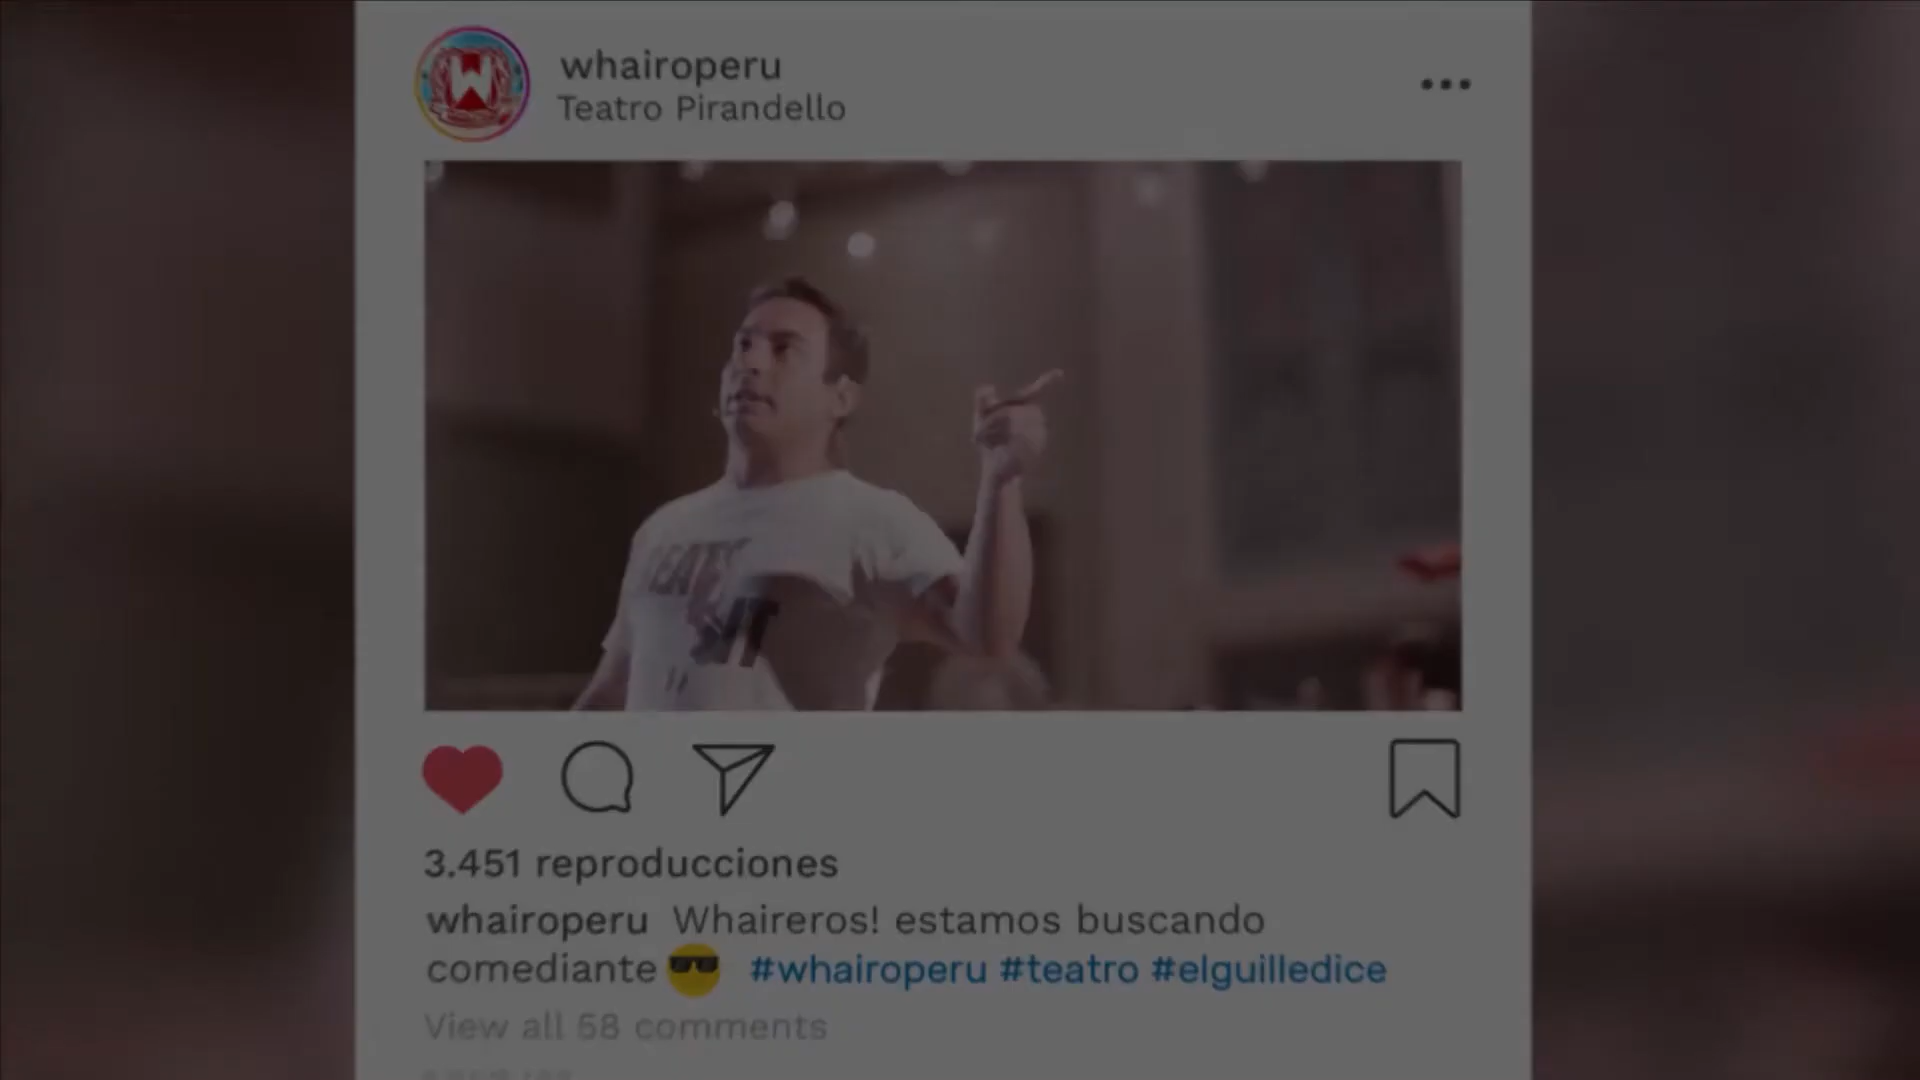 whairoperu
Teatro Pirandello
3.451 reproducciones
whairoperu Whaireros! estamos buscando
comediante #whairoperu #teatro #elguilledice
View all 58 comments